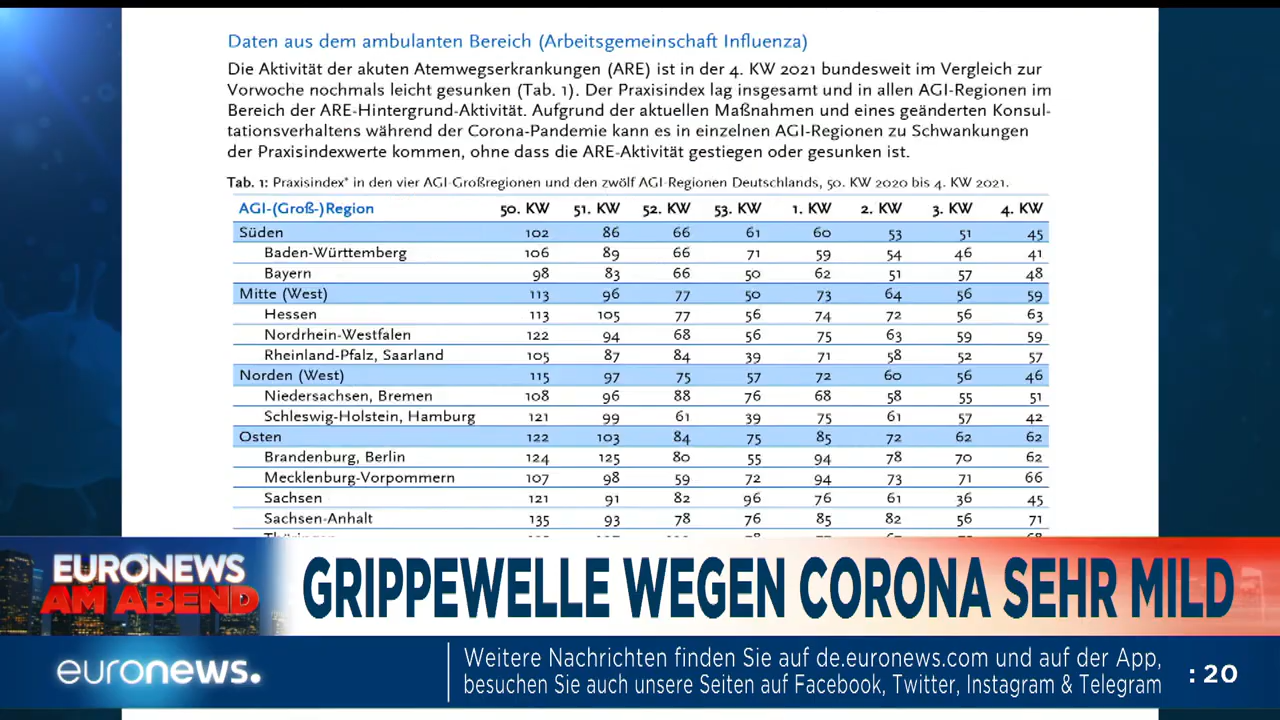 Daten aus dem ambulanten Bereich (Arbeitsgemeinschaft Influenza)
Die Aktivität der akuten Atemwegserkrankungen (ARE) ist in der 4. KW 2021 bundesweit im Vergleich zur
Vorwoche nochmals leicht gesunken (Tab. 1). Der Praxisindex lag insgesamt und in allen AGI-Regionen im
Bereich der ARE-Hintergrund-Aktivität. Aufgrund der aktuellen Maßnahmen und eines geänderten Konsul-
tationsverhaltens während der Corona-Pandemie kann es in einzelnen AGI-Regionen zu Schwankungen
der Praxisindexwerte kommen, ohne dass die ARE-Aktivität gestiegen oder gesunken ist.
Tab. 1: Praxisindex* in den vier AGI-Großregionen und den zwölf AGI-Regionen Deutschlands, 50. KW 2020 bis 4. KW 2021.
AGI-(Groß-)Region 50. KW 51. KW 52. KW 53. KW 1. KW 2. KW 3. KW 4. KW
Süden 102 86 66 61 60 53 51 45
Baden-Württemberg 106 89 66 71 59 54 46 41
Bayern 98 83 66 50 62 51 57 48
Mitte (West) 113 96 77 50 73 64 56 59
Hessen 113 105 77 56 74 72 56 63
Nordrhein-Westfalen 122 94 68 56 75 63 59 59
Rheinland-Pfalz, Saarland 105 87 84 39 71 58 52 57
Norden (West) 115 97 75 57 72 60 56 46
Niedersachsen, Bremen 108 96 88 76 68 58 55 51
Schleswig-Holstein, Hamburg 121 99 61 39 75 61 57 42
Osten 122 103 84 75 85 72 62 62
Brandenburg, Berlin 124 125 80 55 94 78 70 62
Mecklenburg-Vorpommern 107 98 59 72 94 73 71 66
Sachsen 121 91 82 96 76 61 36 45
Sachsen-Anhalt 135 93 78 76 85 82 56 71
EURONEWS
AM ABEND
GRIPPEWELLE WEGEN CORONA SEHR MILD
euronews.
Weitere Nachrichten finden Sie auf de.euronews.com und auf der App,
besuchen Sie auch unsere Seiten auf Facebook, Twitter, Instagram & Telegram
: 20